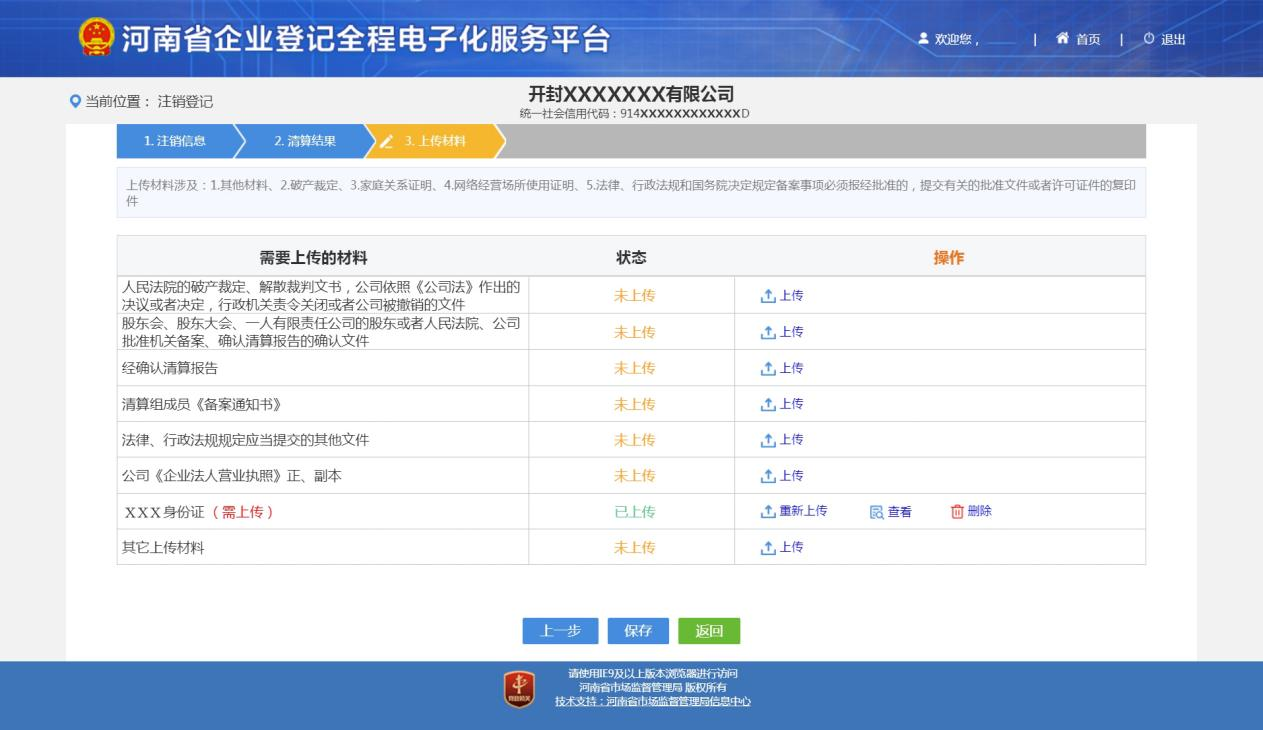 河南省企业登记全程电子化服务平台
欢迎您， | 首页 | 退出
当前位置： 注销登记
开封XXXXXXX有限公司
统一社会信用代码：914XXXXXXXXXXXXD
1. 注销信息 2. 清算结果 3. 上传材料
上传材料涉及：1.其他材料、2.破产裁定、3.家庭关系证明、4.网络经营场所使用证明、5.法律、行政法规和国务院决定规定备案事项必须报经批准的，提交有关的批准文件或者许可证件的复印
件
需要上传的材料 状态 操作
人民法院的破产裁定、解散裁判文书，公司依照《公司法》作出的
决议或者决定，行政机关责令关闭或者公司被撤销的文件
未上传 上传
股东会、股东大会、一人有限责任公司的股东或者人民法院、公司
批准机关备案、确认清算报告的确认文件
未上传 上传
经确认清算报告 未上传 上传
清算组成员《备案通知书》 未上传 上传
法律、行政法规规定应当提交的其他文件 未上传 上传
公司《企业法人营业执照》正、副本 未上传 上传
XXX身份证（需上传） 已上传 重新上传 查看 删除
其它上传材料 未上传 上传
上一步 保存 返回
请使用IE9及以上版本浏览器进行访问
河南省市场监督管理局 版权所有
技术支持：河南省市场监督管理局信息中心